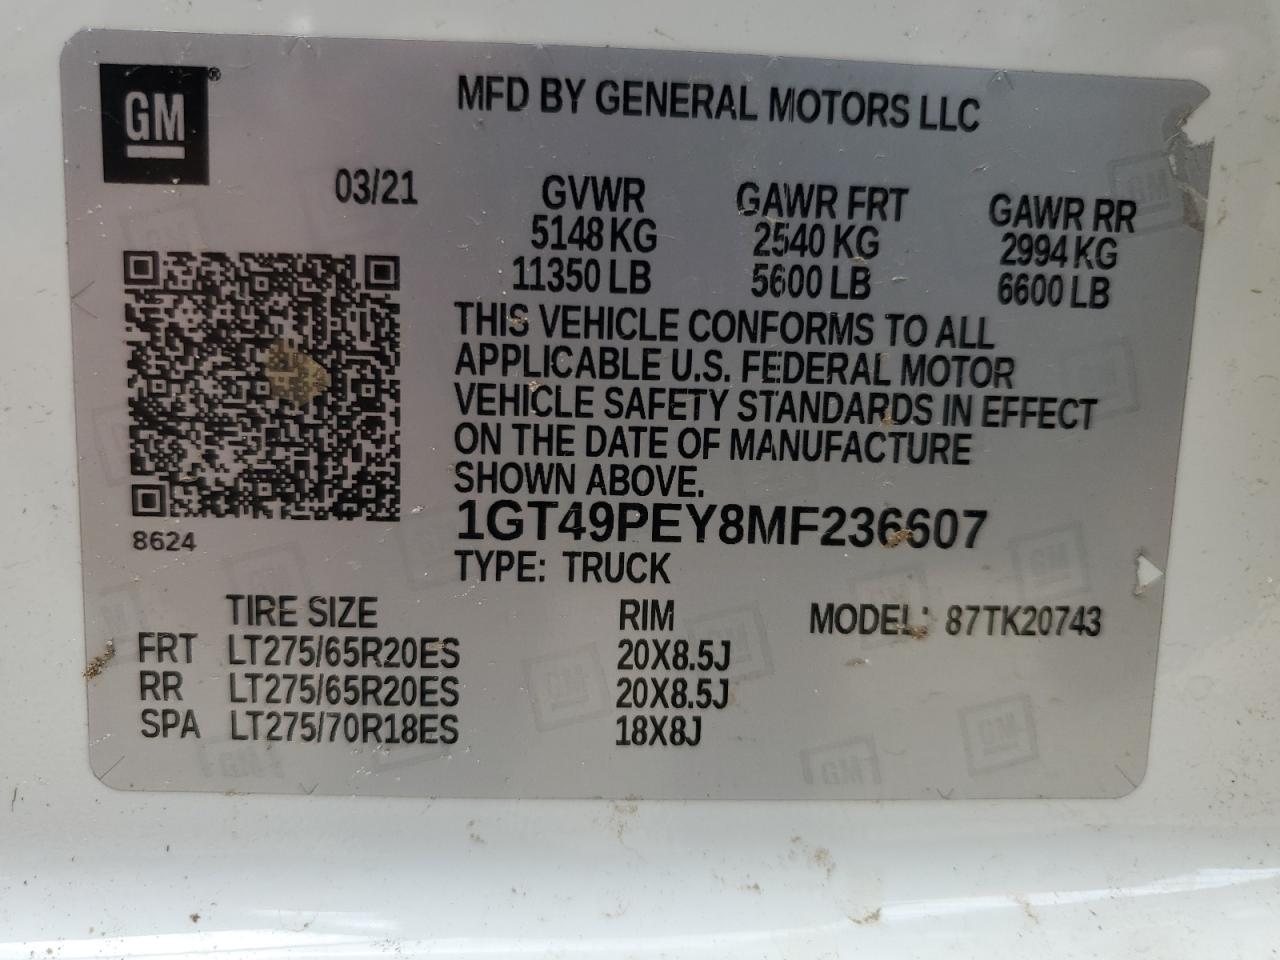 GM®
MFD BY GENERAL MOTORS LLC
03/21
GVWR GAWR FRT GAWR RR
5148 KG 2540 KG 2994 KG
11350 LB 5600 LB 6600 LB
THIS VEHICLE CONFORMS TO ALL
APPLICABLE U.S. FEDERAL MOTOR
VEHICLE SAFETY STANDARDS IN EFFECT
ON THE DATE OF MANUFACTURE
SHOWN ABOVE.
1GT49PEY8MF236607
8624
TYPE: TRUCK
TIRE SIZE RIM MODEL: 87TK20743
FRT LT275/65R20ES 20X8.5J
RR LT275/65R20ES 20X8.5J
SPA LT275/70R18ES 18X8J